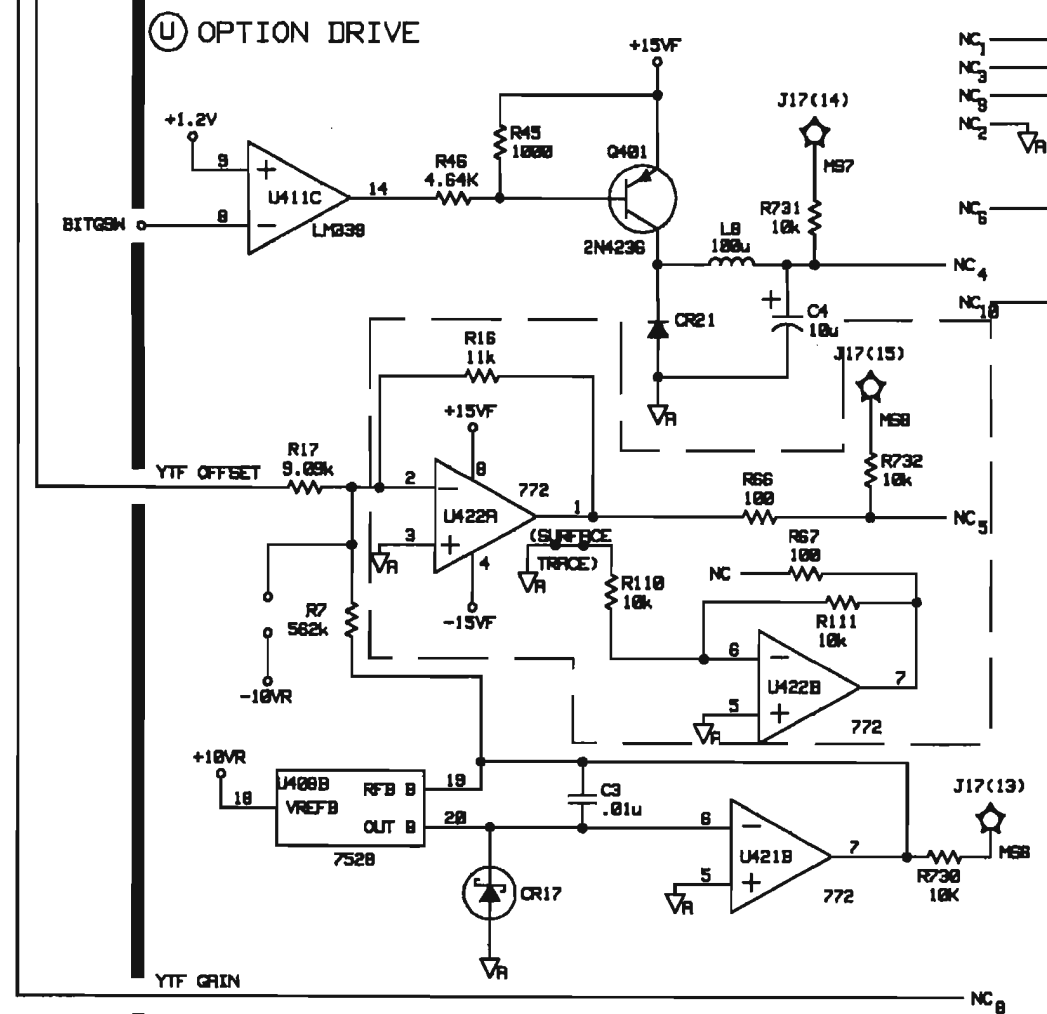 U OPTION DRIVE
+15VF
NC1
NC3
NC9
NC2
A
J17(14)
+1.2V
R45
1000
Q401
MS7
9
+
R46
4.64K
U411C
14
R731
10k
NC6
BITGSW
8
−
LM339
2N4236
L8
100u
NC4
+
NC10
CR21
C4
10u
R16
11k
J17(15)
+15VF
A
MS8
R17
9.09k
YTF OFFSET
8
R732
10k
2
−
772
R66
100
U422A
1
NC5
3
+
(SURFACE
TRACE)
R67
100
A
4
A
NC
R110
10k
R7
562k
-15VF
R111
10k
6
−
-10VR
U422B
7
5
+
A
772
+10VR
U408B
RFB B
19
J17(13)
18
VREFB
C3
.01u
OUT B
20
6
−
7528
U421B
7
MS6
5
+
R730
10K
CR17
A
772
A
YTF GAIN
NC8